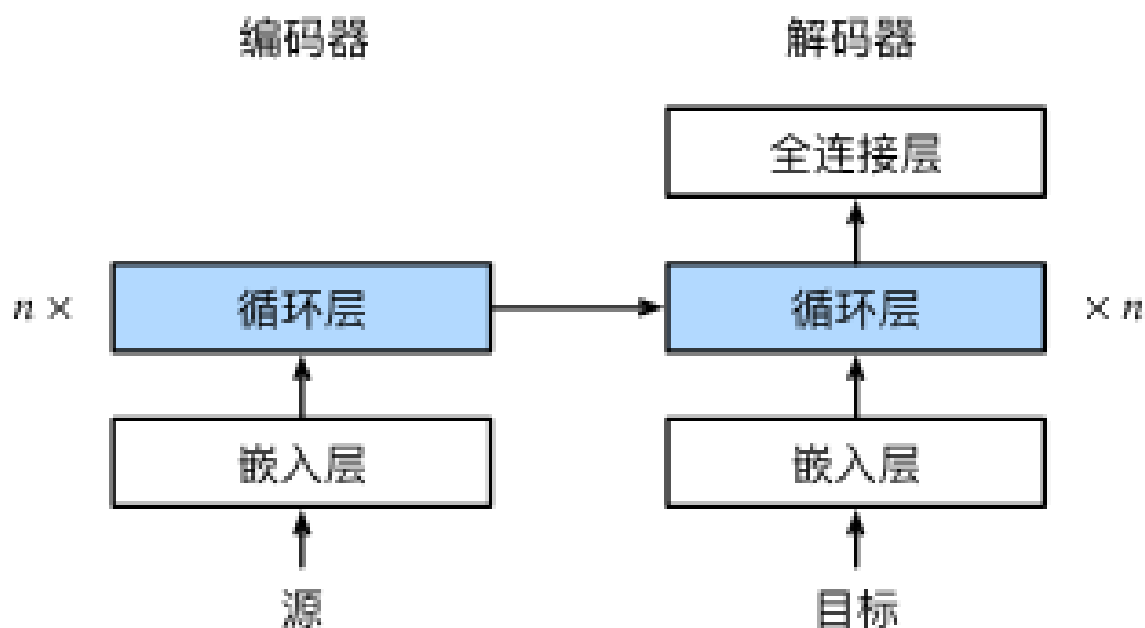 编码器 解码器
全连接层
n × 循环层 循环层 × n
嵌入层 嵌入层
源 目标